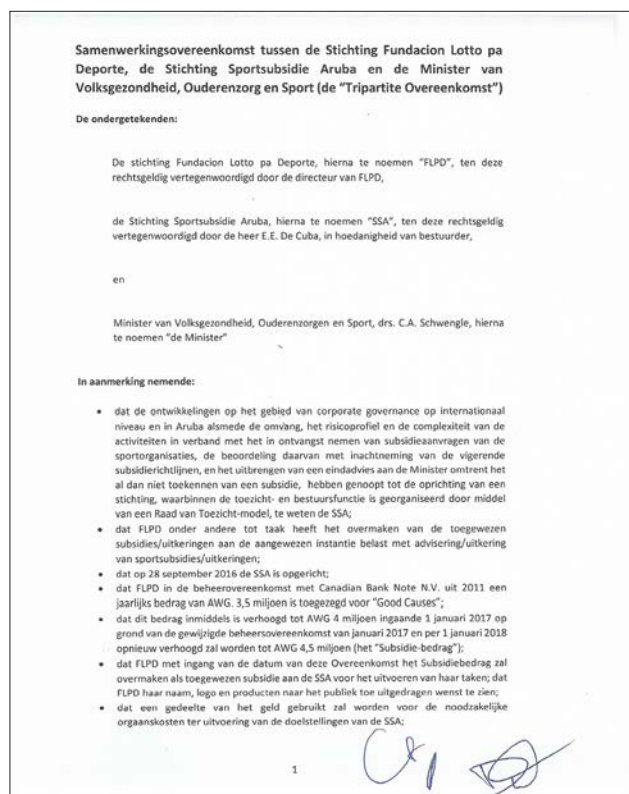 Samenwerkingsovereenkomst tussen de Stichting Fundacion Lotto pa
Deporte, de Stichting Sportsubsidie Aruba en de Minister van
Volksgezondheid, Ouderenzorg en Sport (de “Tripartite Overeenkomst”)
De ondergetekenden:
De stichting Fundacion Lotto pa Deporte, hierna te noemen “FLPD”, ten deze
rechtsgeldig vertegenwoordigd door de directeur van FLPD,
de Stichting Sportsubsidie Aruba, hierna te noemen “SSA”, ten deze rechtsgeldig
vertegenwoordigd door de heer E.E. De Cuba, in hoedanigheid van bestuurder,
en
Minister van Volksgezondheid, Ouderenzorgen en Sport, drs. C.A. Schwengle, hierna
te noemen “de Minister”
In aanmerking nemende:
• dat de ontwikkelingen op het gebied van corporate governance op internationaal
niveau en in Aruba alsmede de omvang, het risicoprofiel en de complexiteit van de
activiteiten in verband met het in ontvangst nemen van subsidieaanvragen van de
sportorganisaties, de beoordeling daarvan met inachtneming van de vigerende
subsidierichtlijnen, en het uitbrengen van een eindadvies aan de Minister omtrent het
al dan niet toekennen van een subsidie, hebben genoopt tot de oprichting van een
stichting, waarbinnen de toezicht- en bestuursfunctie is georganiseerd door middel
van een Raad van Toezicht-model, te weten de SSA;
• dat FLPD onder andere tot taak heeft het overmaken van de toegewezen
subsidies/uitkeringen aan de aangewezen instantie belast met advisering/uitkering
van sportsubsidies/uitkeringen;
• dat op 28 september 2016 de SSA is opgericht;
• dat FLPD in de beheerovereenkomst met Canadian Bank Note N.V. uit 2011 een
jaarlijks bedrag van AWG. 3,5 miljoen is toegezegd voor “Good Causes”;
• dat dit bedrag inmiddels is verhoogd tot AWG 4 miljoen ingaande 1 januari 2017 op
grond van de gewijzigde beheersovereenkomst van januari 2017 en per 1 januari 2018
opnieuw verhoogd zal worden tot AWG 4,5 miljoen (het “Subsidie-bedrag”);
• dat FLPD met ingang van de datum van deze Overeenkomst het Subsidiebedrag zal
overmaken als toegewezen subsidie aan de SSA voor het uitvoeren van haar taken; dat
FLPD haar naam, logo en producten naar het publiek toe uitgedragen wenst te zien;
• dat een gedeelte van het geld gebruikt zal worden voor de noodzakelijke
orgaanskosten ter uitvoering van de doelstellingen van de SSA;
1